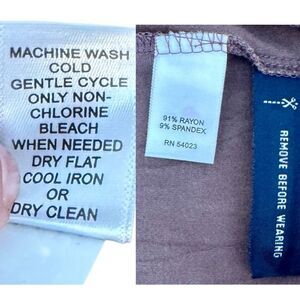 MACHINE WASH
COLD
GENTLE CYCLE
ONLY NON-
CHLORINE
BLEACH
WHEN NEEDED
DRY FLAT
COOL IRON
OR
DRY CLEAN
91% RAYON
9% SPANDEX
RN 54023
REMOVE BEFORE WEARING